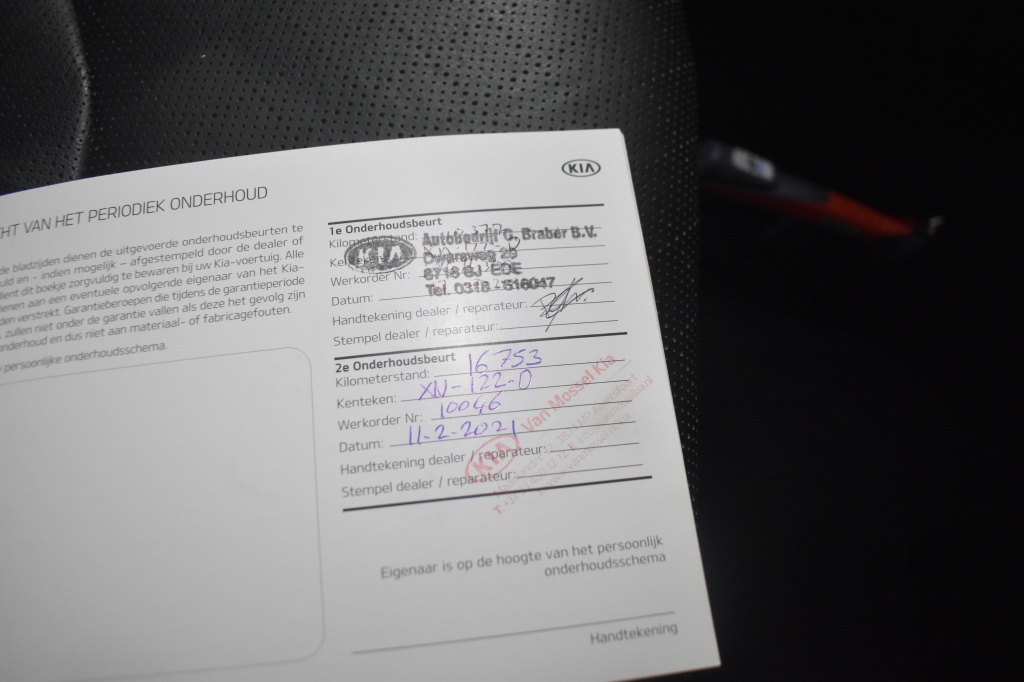 HT VAN HET PERIODIEK ONDERHOUD
de bladzijden dienen de uitgevoerde onderhoudsbeurten te
uld en - indien mogelijk – afgestempeld door de dealer of
dient dit boekje zorgvuldig te bewaren bij uw Kia-voertuig. Alle
ienen aan een eventuele opvolgende eigenaar van het Kia-
den verstrekt. Garantieberoepen die tijdens de garantieperiode
zullen niet onder de garantie vallen als deze het gevolg zijn
onderhoud en dus niet aan materiaal- of fabricagefouten.
persoonlijke onderhoudsschema.
KIA
1e Onderhoudsbeurt
Kilometerstand:
Werkorder Nr:
Datum:
Handtekening dealer / reparateur:
Stempel dealer / reparateur:
KIA
Autobedrijf G. Braber B.V.
6716 BJ EDE
Tel. 0318 - 516047
2e Onderhoudsbeurt
Kilometerstand: 16753
Kenteken: XN-122-D
Werkorder Nr: 10046
Datum: 11-2-2021
Handtekening dealer / reparateur:
Stempel dealer / reparateur:
KIA Van Mossel Kia
Eigenaar is op de hoogte van het persoonlijk
onderhoudsschema
Handtekening